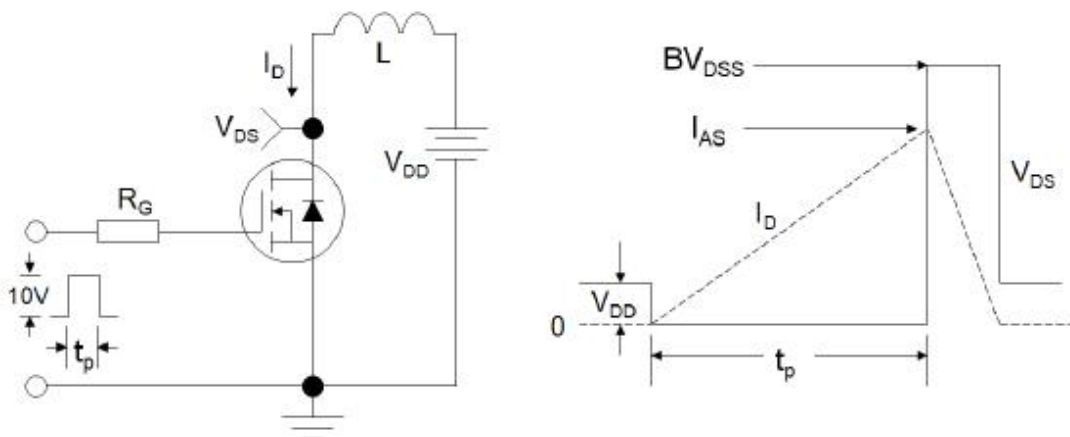 L
I_D
V_DS
V_DD
R_G
10V
t_p
BV_DSS
I_AS
V_DS
I_D
V_DD
0
t_p